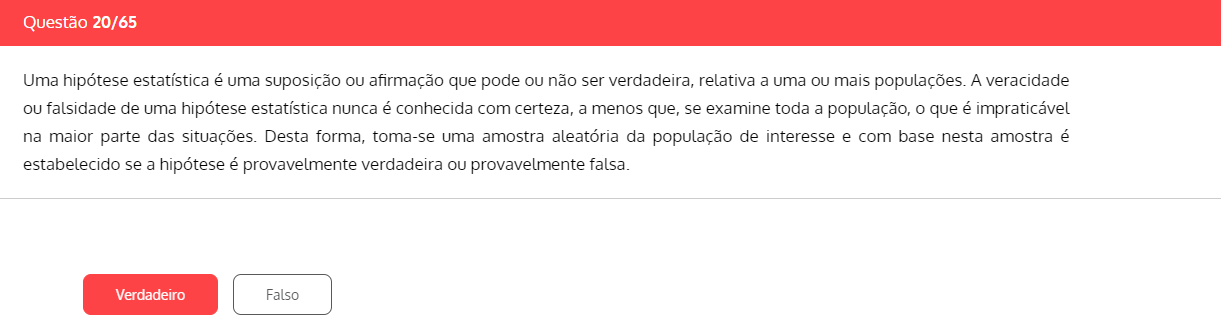 Questão 20/65
Uma hipótese estatística é uma suposição ou afirmação que pode ou não ser verdadeira, relativa a uma ou mais populações. A veracidade
ou falsidade de uma hipótese estatística nunca é conhecida com certeza, a menos que, se examine toda a população, o que é impraticável
na maior parte das situações. Desta forma, toma-se uma amostra aleatória da população de interesse e com base nesta amostra é
estabelecido se a hipótese é provavelmente verdadeira ou provavelmente falsa.
Verdadeiro Falso